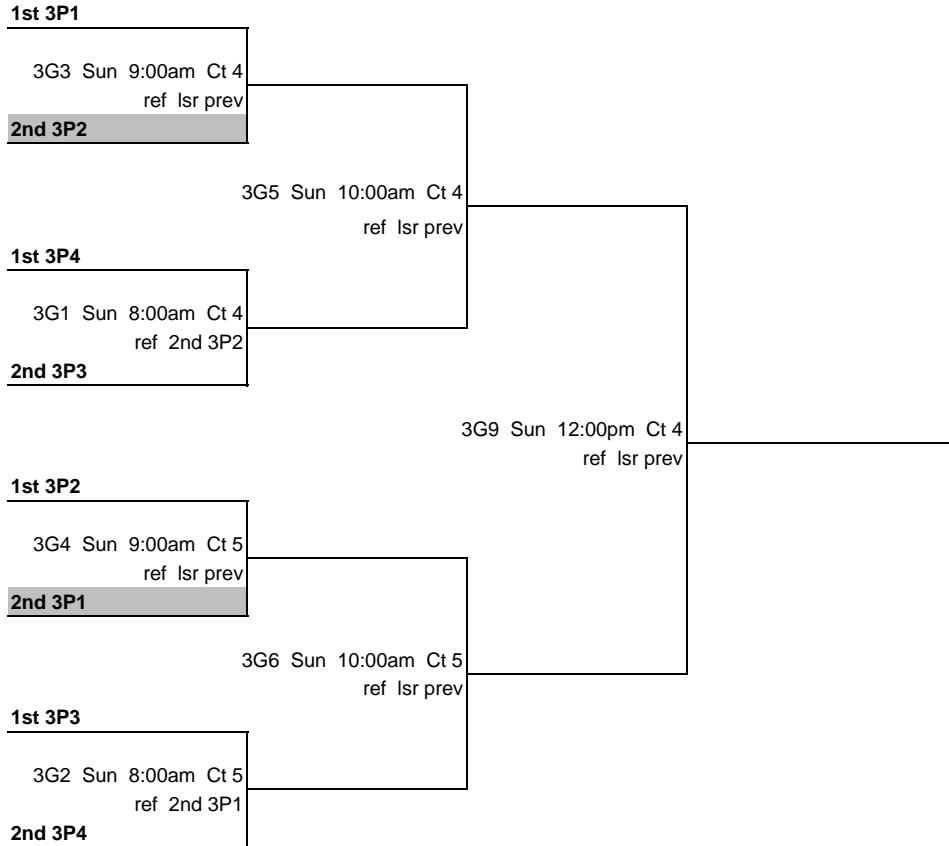 1st 3P1
3G3 Sun 9:00am Ct 4
ref lsr prev
2nd 3P2
3G5 Sun 10:00am Ct 4
ref lsr prev
1st 3P4
3G1 Sun 8:00am Ct 4
ref 2nd 3P2
2nd 3P3
3G9 Sun 12:00pm Ct 4
ref lsr prev
1st 3P2
3G4 Sun 9:00am Ct 5
ref lsr prev
2nd 3P1
3G6 Sun 10:00am Ct 5
ref lsr prev
1st 3P3
3G2 Sun 8:00am Ct 5
ref 2nd 3P1
2nd 3P4